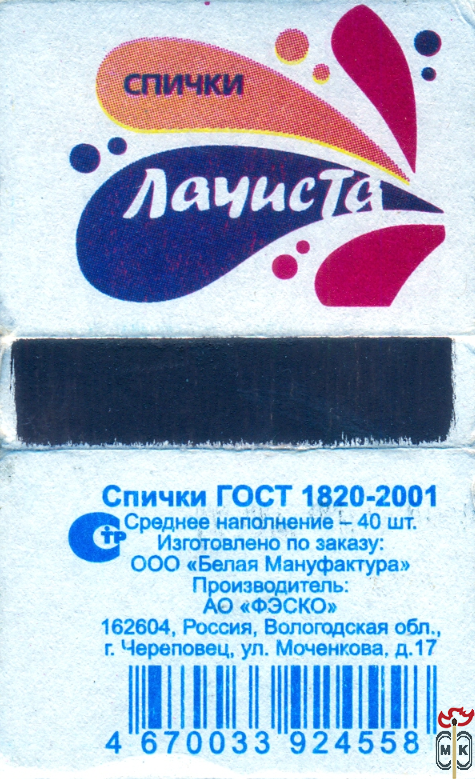 СПИЧКИ
Лачиста
Спички ГОСТ 1820-2001
Среднее наполнение – 40 шт.
Изготовлено по заказу:
ООО «Белая Мануфактура»
Производитель:
АО «ФЭСКО»
162604, Россия, Вологодская обл.,
г. Череповец, ул. Моченкова, д.17
4 670033 924558
М К